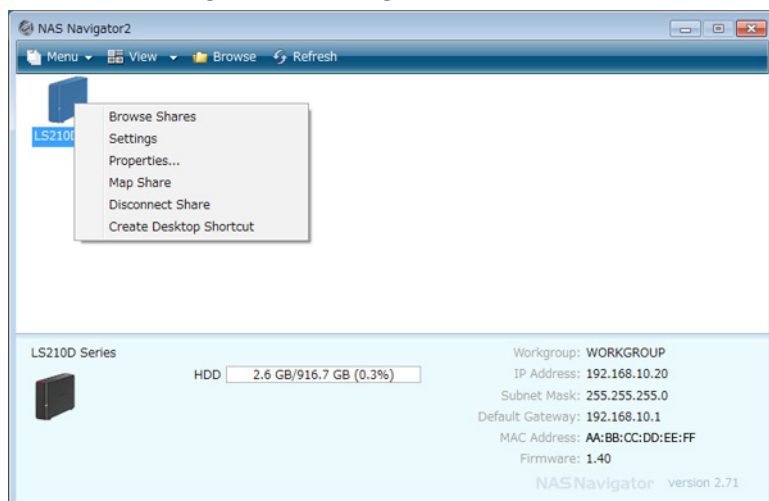 NAS Navigator2
Menu View Browse Refresh
LS210D
Browse Shares
Settings
Properties...
Map Share
Disconnect Share
Create Desktop Shortcut
LS210D Series
HDD 2.6 GB/916.7 GB (0.3%)
Workgroup: WORKGROUP
IP Address: 192.168.10.20
Subnet Mask: 255.255.255.0
Default Gateway: 192.168.10.1
MAC Address: AA:BB:CC:DD:EE:FF
Firmware: 1.40
NAS Navigator version 2.71